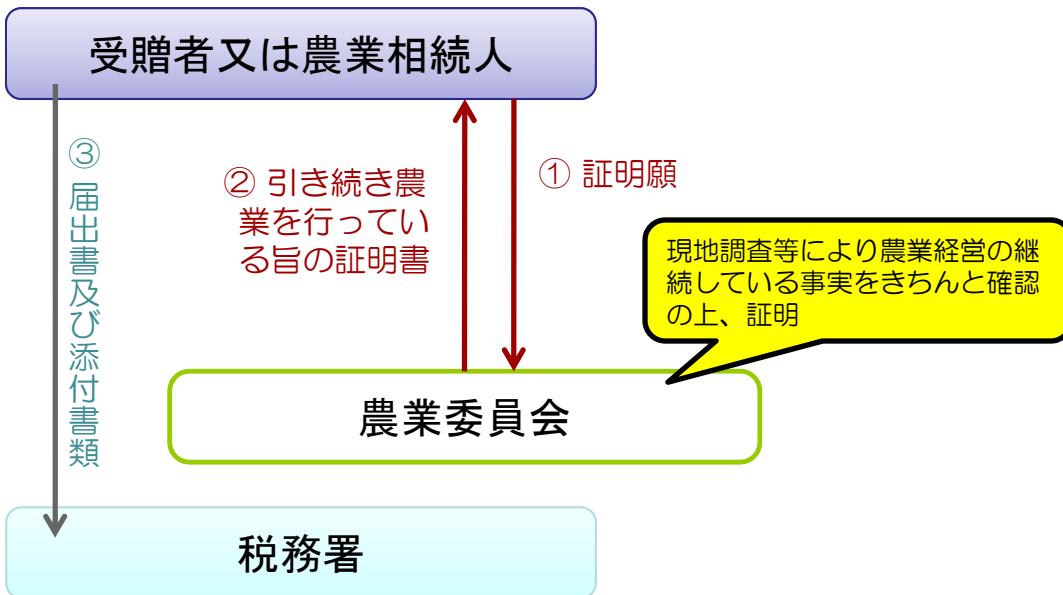 受贈者又は農業相続人
③ 届出書及び添付書類
② 引き続き農
業を行ってい
る旨の証明書
① 証明願
現地調査等により農業経営の継
続している事実をきちんと確認
の上、証明
農業委員会
税務署